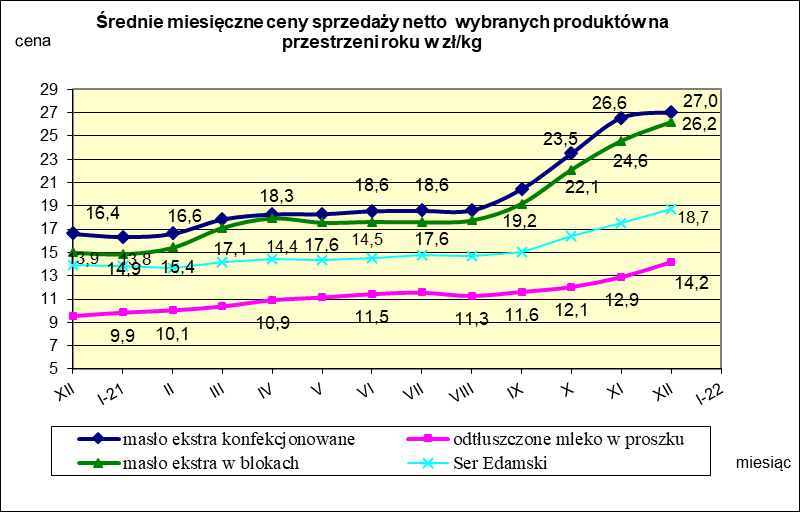 Średnie miesięczne ceny sprzedaży netto wybranych produktów na
przestrzeni roku w zł/kg
cena
29
27
25
23
21
19
17
15
13
11
9
7
5
16,4 16,6 18,3 18,6 18,6 23,5 26,6 27,0
14,9 15,4 17,1 17,6 17,6 19,2 22,1 24,6 26,2
13,9 13,8 14,4 14,5 18,7
9,9 10,1 10,9 11,5 11,3 11,6 12,1 12,9 14,2
XII I-21 II III IV V VI VII VIII IX X XI XII I-22
masło ekstra konfekcjonowane odtłuszczone mleko w proszku
masło ekstra w blokach Ser Edamski
miesiąc